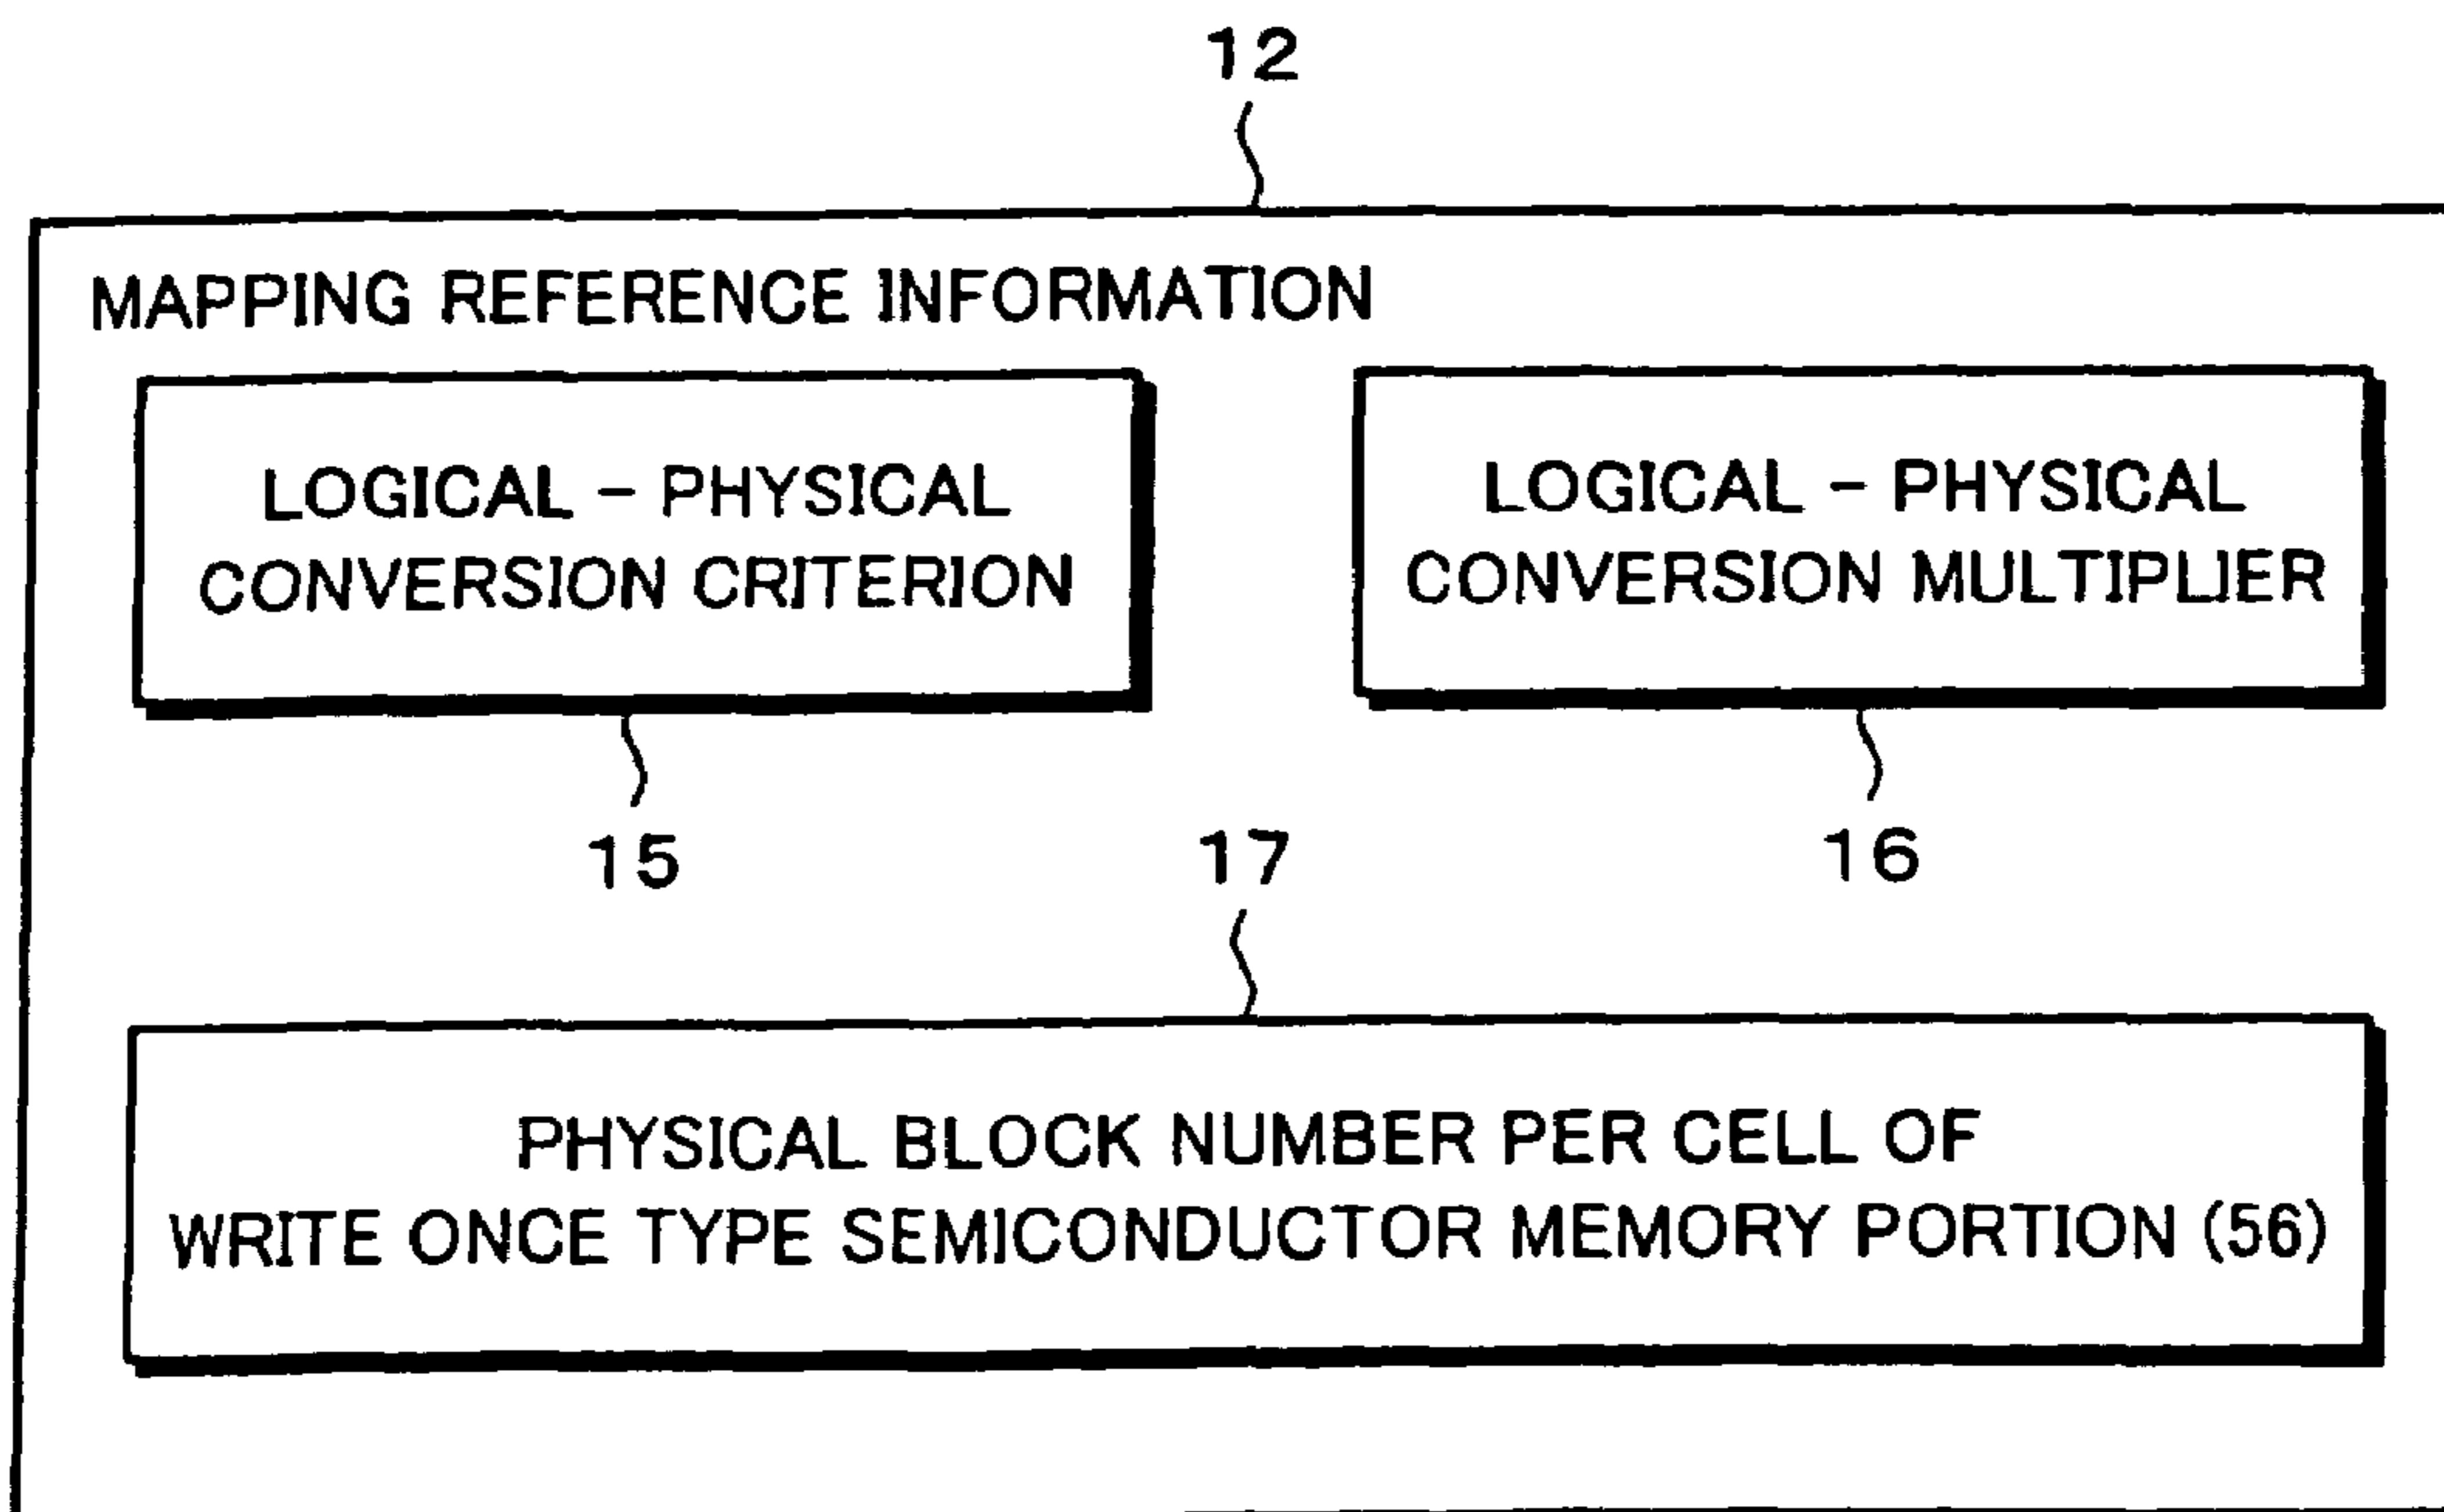 12
MAPPING REFERENCE INFORMATION
LOGICAL – PHYSICAL
CONVERSION CRITERION
LOGICAL – PHYSICAL
CONVERSION MULTIPLIER
15
16
17
PHYSICAL BLOCK NUMBER PER CELL OF
WRITE ONCE TYPE SEMICONDUCTOR MEMORY PORTION (56)